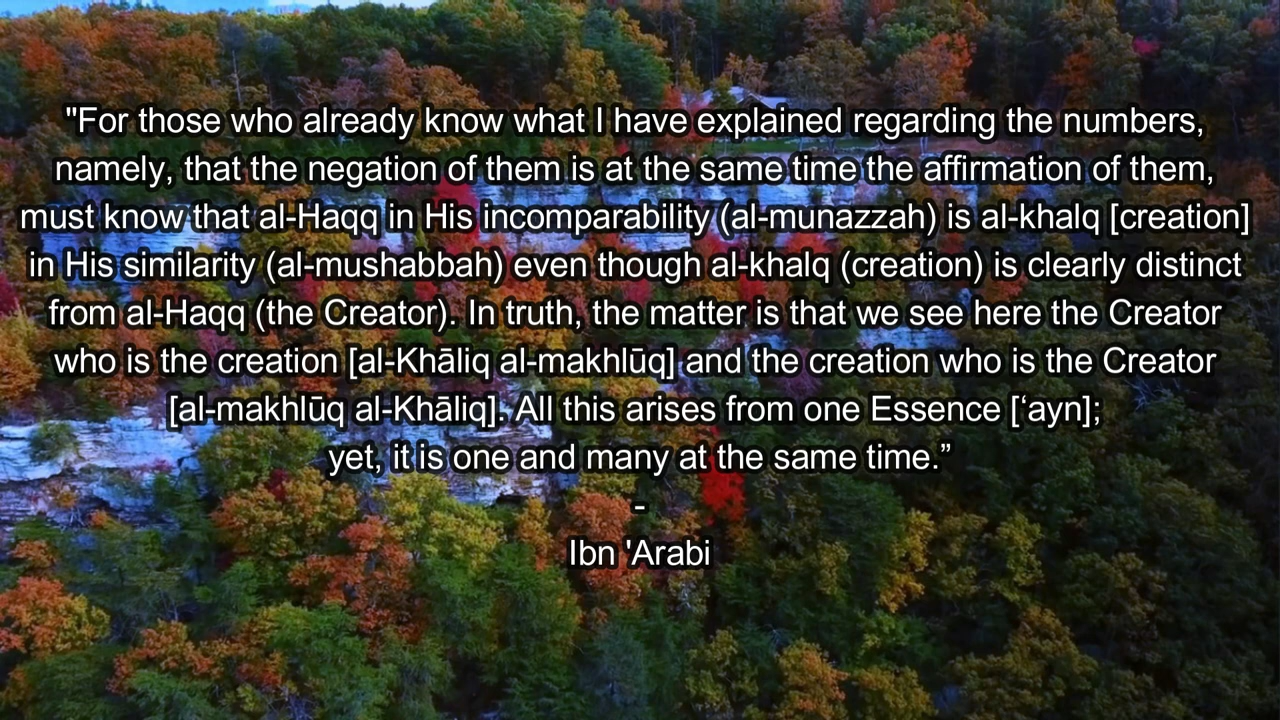 "For those who already know what I have explained regarding the numbers,
namely, that the negation of them is at the same time the affirmation of them,
must know that al-Haqq in His incomparability (al-munazzah) is al-khalq [creation]
in His similarity (al-mushabbah) even though al-khalq (creation) is clearly distinct
from al-Haqq (the Creator). In truth, the matter is that we see here the Creator
who is the creation [al-Khāliq al-makhlūq] and the creation who is the Creator
[al-makhlūq al-Khāliq]. All this arises from one Essence [‘ayn];
yet, it is one and many at the same time.”
-
Ibn 'Arabi